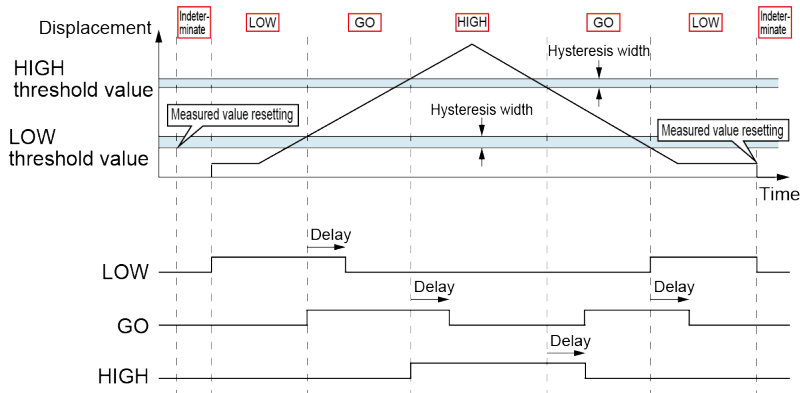 Indeter-
minate
LOW
GO
HIGH
GO
LOW
Indeter-
minate
Displacement
Hysteresis width
HIGH
threshold value
Measured value resetting
Hysteresis width
LOW
threshold value
Measured value resetting
Time
Delay
LOW
Delay
Delay
GO
Delay
HIGH